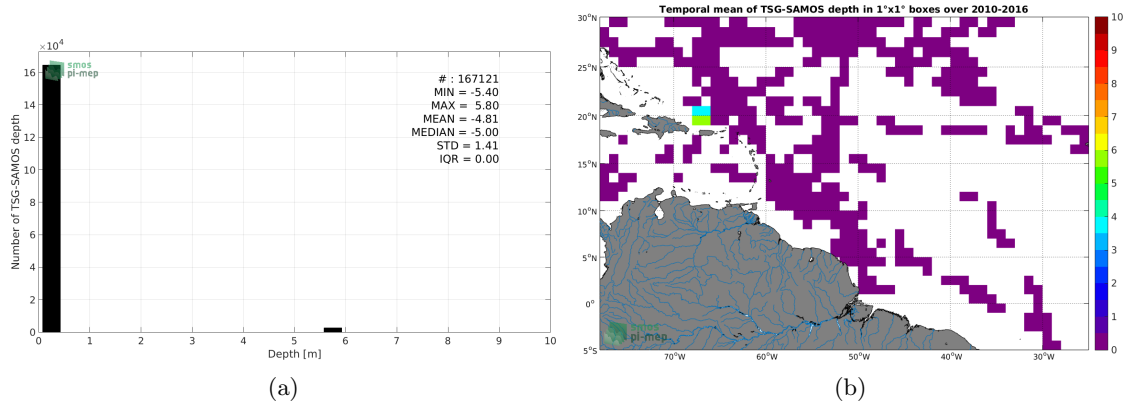 ×10⁴
16
14
12
10
8
6
4
2
0
Number of TSG-SAMOS depth
smos
pi-mep
# : 167121
MIN = -5.40
MAX = 5.80
MEAN = -4.81
MEDIAN = -5.00
STD = 1.41
IQR = 0.00
0 1 2 3 4 5 6 7 8 9 10
Depth [m]
(a)
Temporal mean of TSG-SAMOS depth in 1°x1° boxes over 2010-2016
30°N
25°N
20°N
15°N
10°N
5°N
0°
5°S
70°W 60°W 50°W 40°W 30°W
smos
pi-mep
10
9
8
7
6
5
4
3
2
1
0
(b)